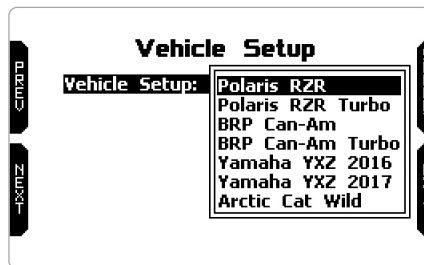 Vehicle Setup
PREV
Vehicle Setup:
Polaris RZR
Polaris RZR Turbo
BRP Can-Am
BRP Can-Am Turbo
Yamaha YXZ 2016
Yamaha YXZ 2017
Arctic Cat Wild
NEXT